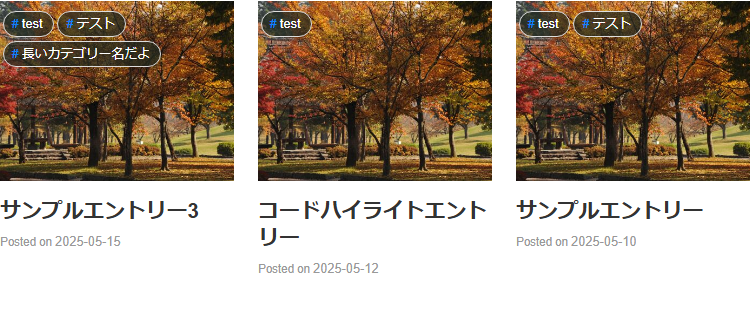 # test # テスト
# 長いカテゴリー名だよ
サンプルエントリー3
Posted on 2025-05-15
# test
コードハイライトエント
リー
Posted on 2025-05-12
# test # テスト
サンプルエントリー
Posted on 2025-05-10